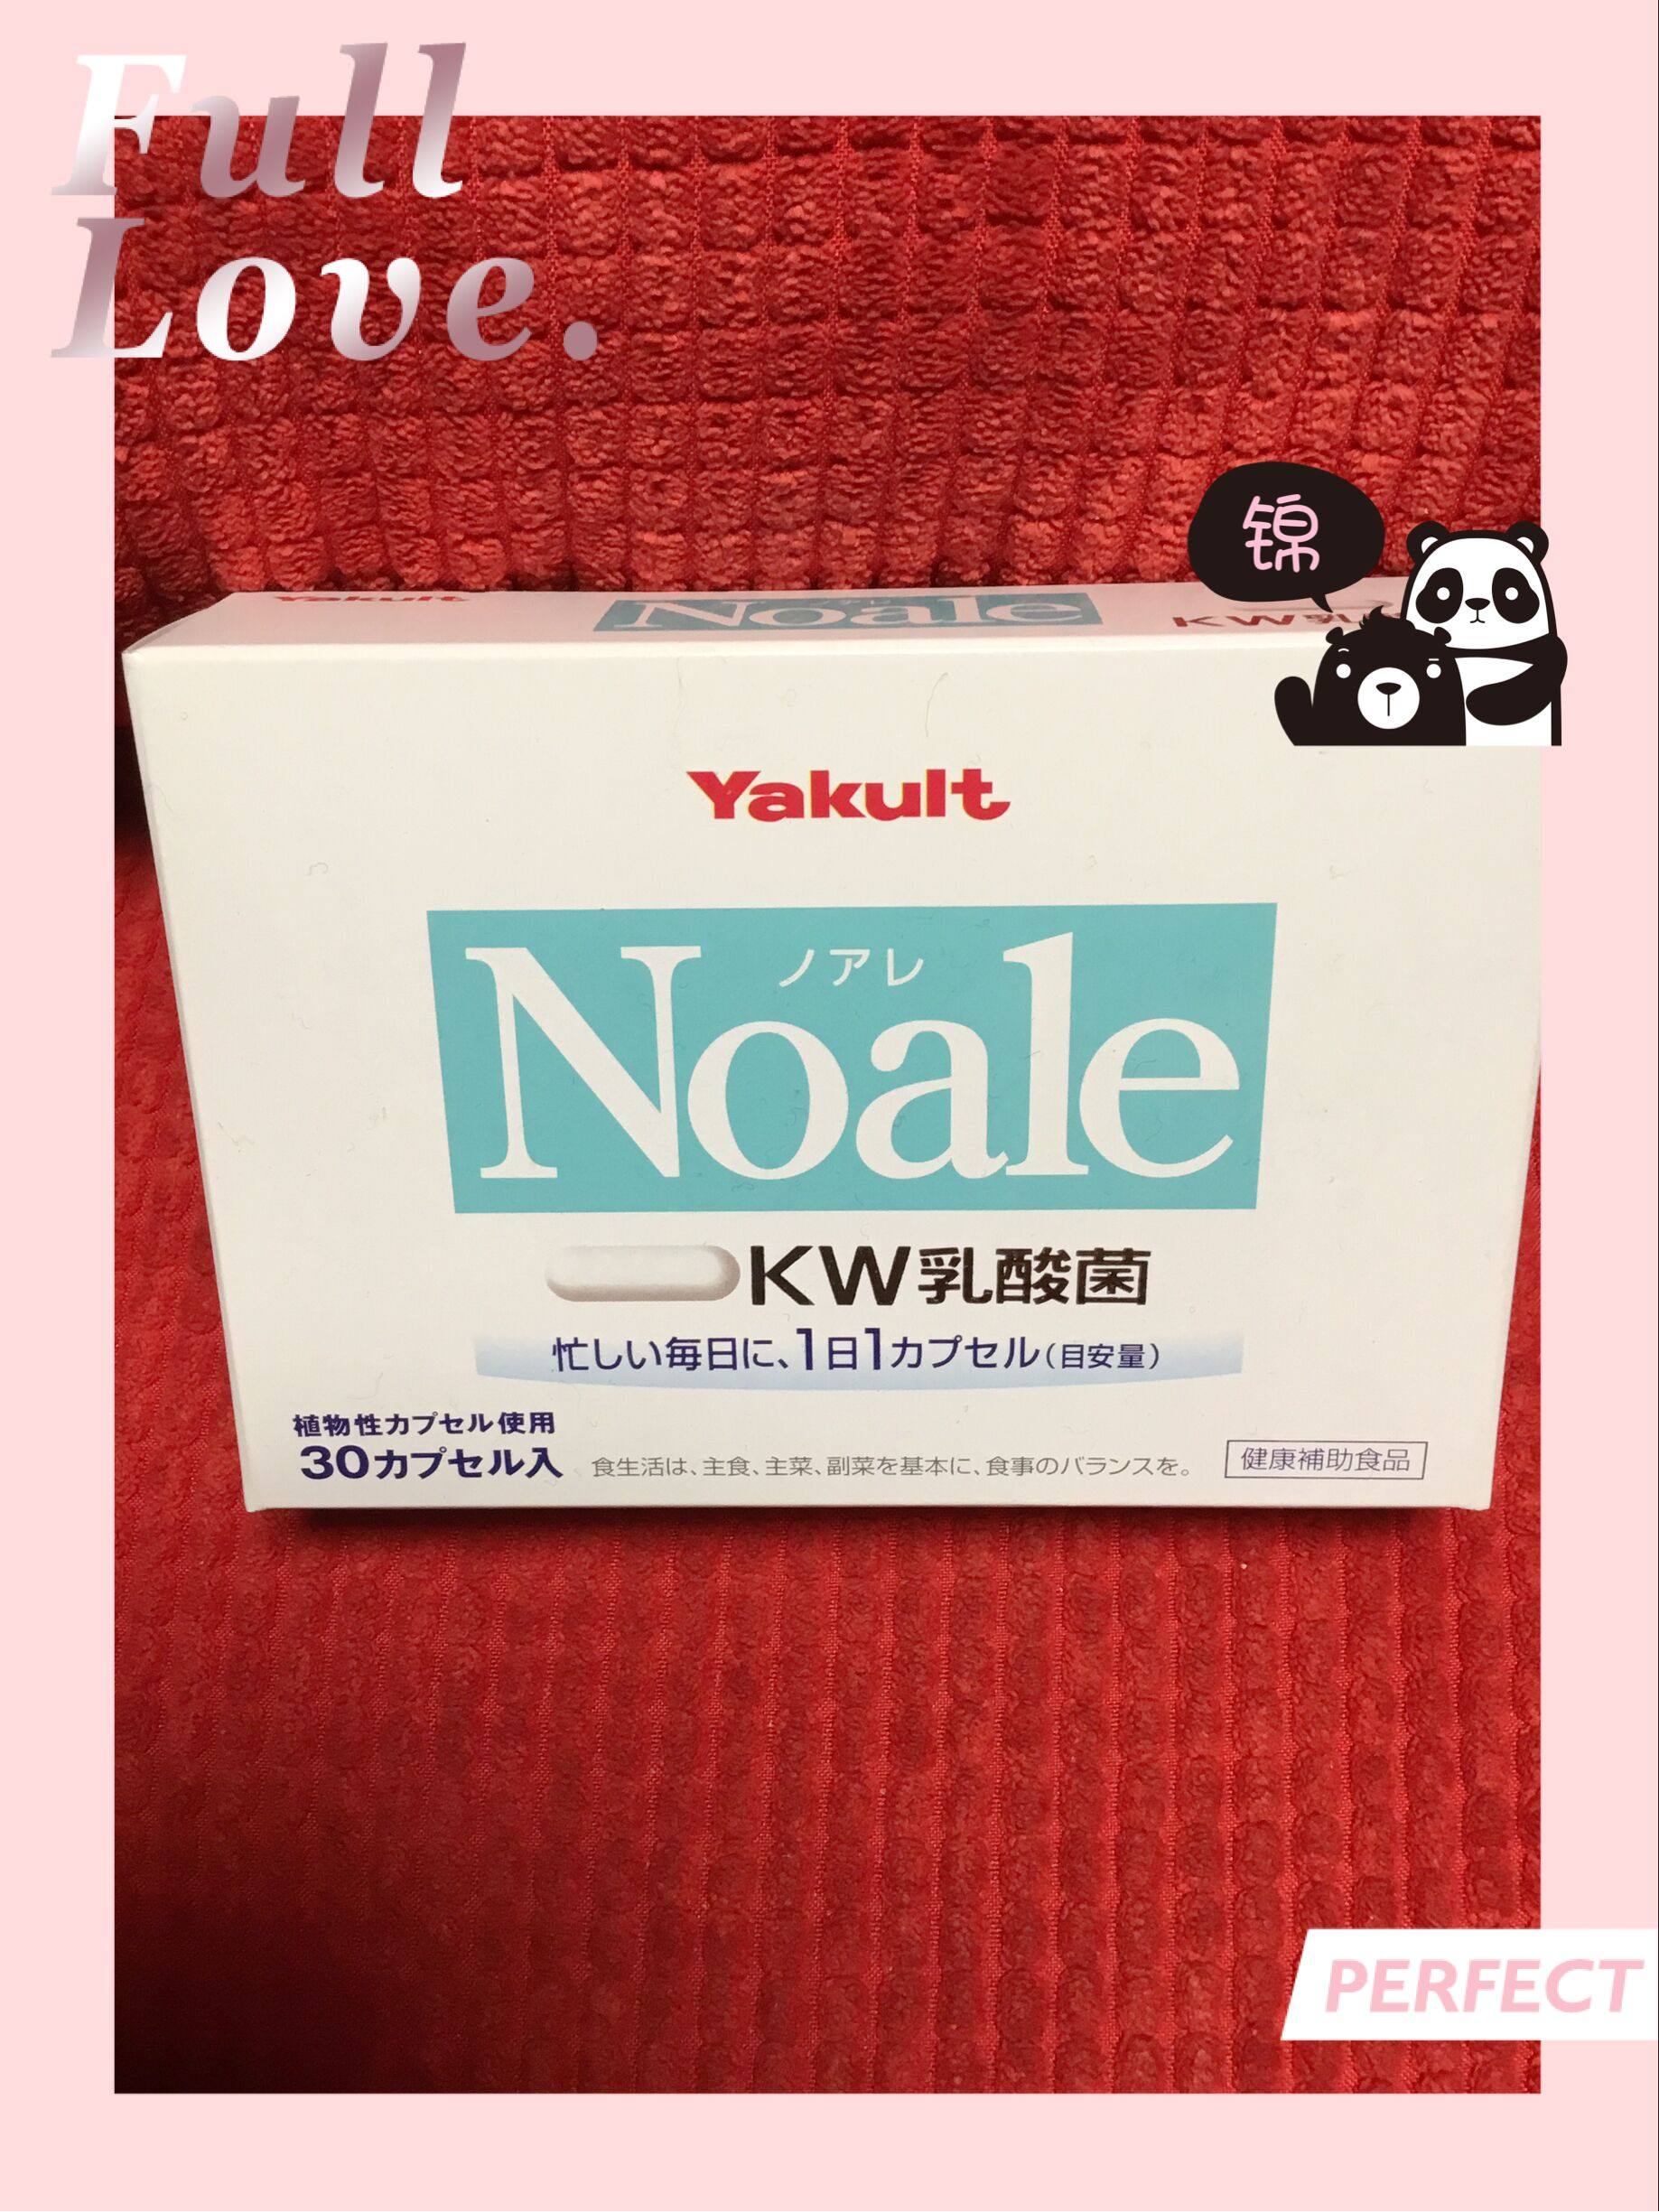 Full
Love.
锦
Yakult
Noale
KW乳
Yakult
ノアレ
Noale
KW乳酸菌
忙しい毎日に、1日1カプセル(目安量)
植物性カプセル使用
30カプセル入
食生活は、主食、主菜、副菜を基本に、食事のバランスを。
健康補助食品
PERFECT